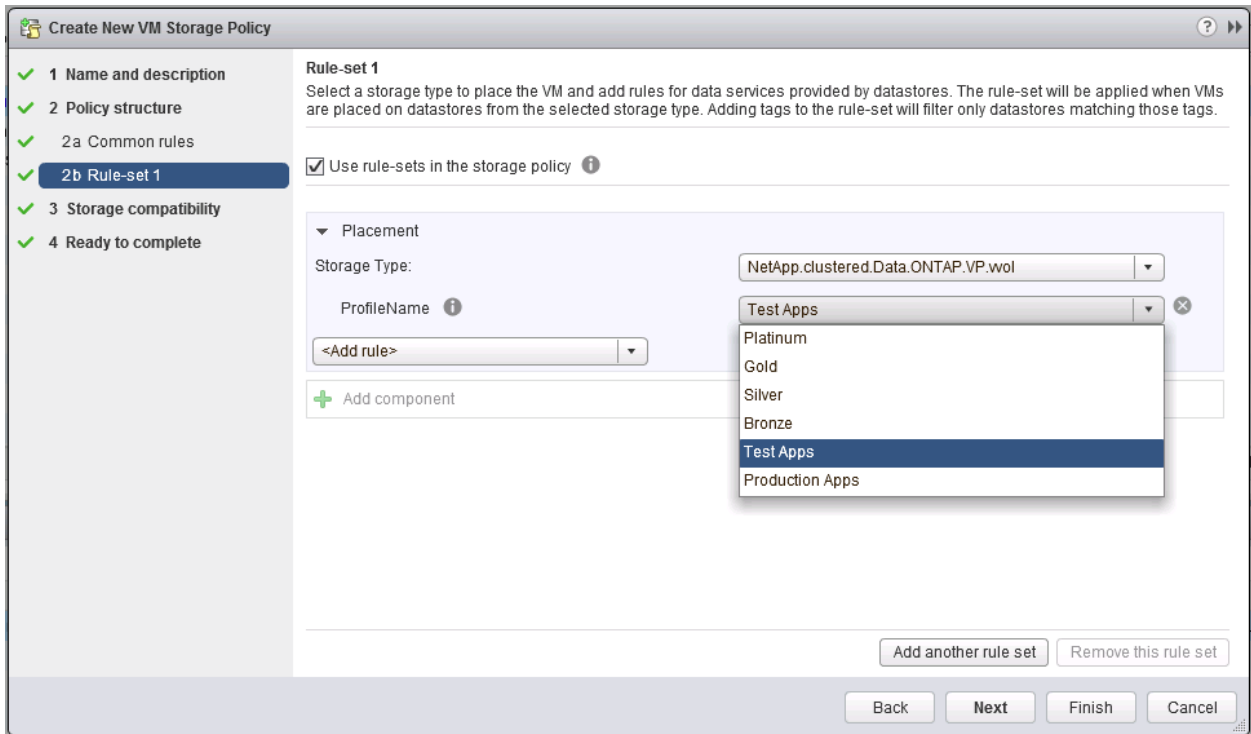 Create New VM Storage Policy
1 Name and description
2 Policy structure
2a Common rules
2b Rule-set 1
3 Storage compatibility
4 Ready to complete
Rule-set 1
Select a storage type to place the VM and add rules for data services provided by datastores. The rule-set will be applied when VMs
are placed on datastores from the selected storage type. Adding tags to the rule-set will filter only datastores matching those tags.
Use rule-sets in the storage policy
Placement
Storage Type: NetApp.clustered.Data.ONTAP.VP.vvol
ProfileName Test Apps
<Add rule>
Platinum
Gold
Silver
Bronze
Test Apps
Production Apps
Add component
Add another rule set Remove this rule set
Back Next Finish Cancel